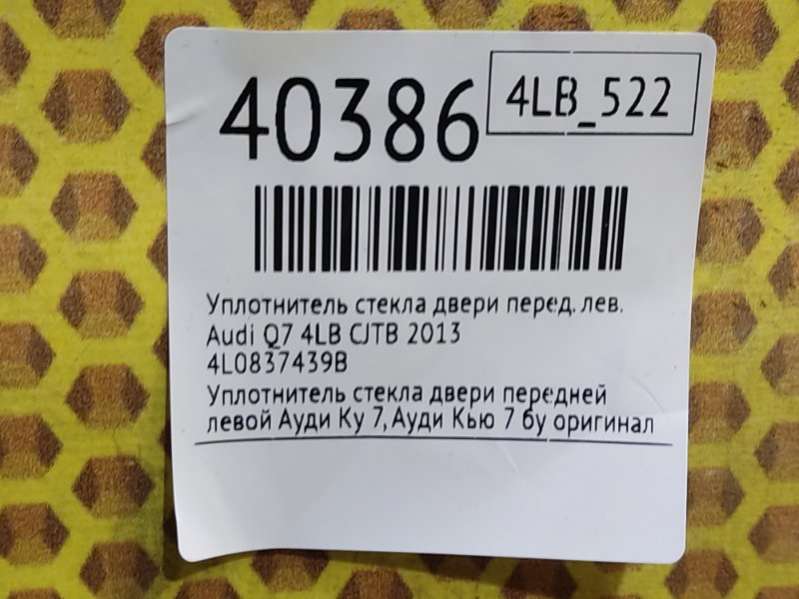 40386
4LB_522
Уплотнитель стекла двери перед. лев.
Audi Q7 4LB CJTB 2013
4L0837439B
Уплотнитель стекла двери передней
левой Ауди Ку 7, Ауди Кью 7 бу оригинал